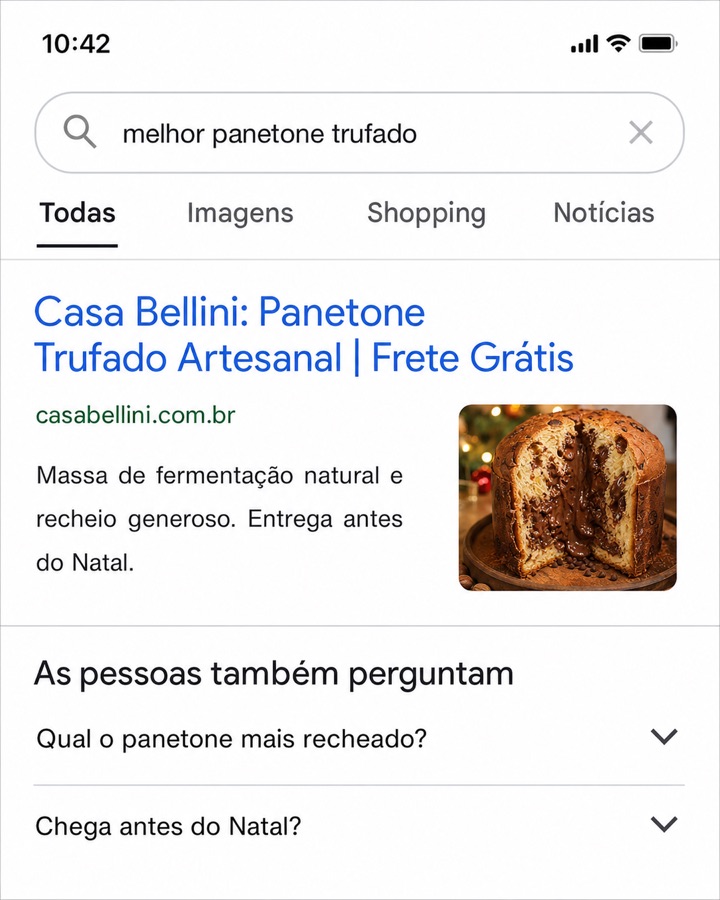 10:42
melhor panetone trufado
Todas
Imagens
Shopping
Notícias
Casa Bellini: Panetone
Trufado Artesanal | Frete Grátis
casabellini.com.br
Massa de fermentação natural e
recheio generoso. Entrega antes
do Natal.
As pessoas também perguntam
Qual o panetone mais recheado?
Chega antes do Natal?